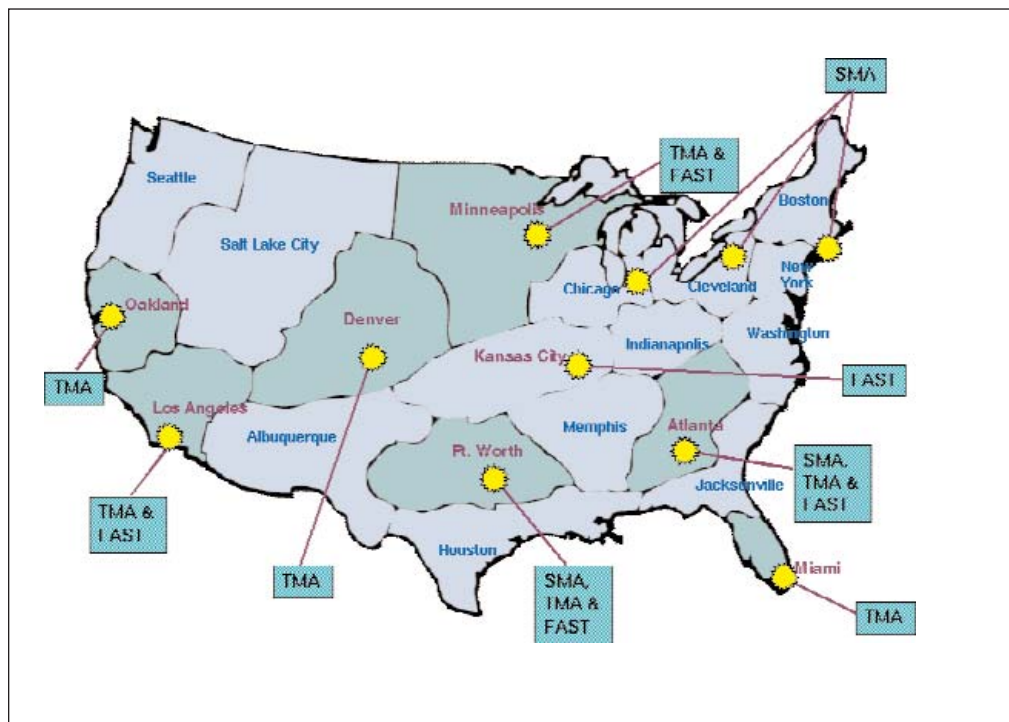 SMA
TMA &
FAST
Seattle
Minneapolis
Boston
Salt Lake City
New
York
Chicago
Cleveland
Oakland
Denver
Washington
Indianapolis
Kansas City
TMA
FAST
Los Angeles
Albuquerque
Memphis
Atlanta
Ft. Worth
SMA,
TMA &
FAST
Jacksonville
TMA &
FAST
Houston
TMA
SMA,
TMA &
FAST
Miami
TMA